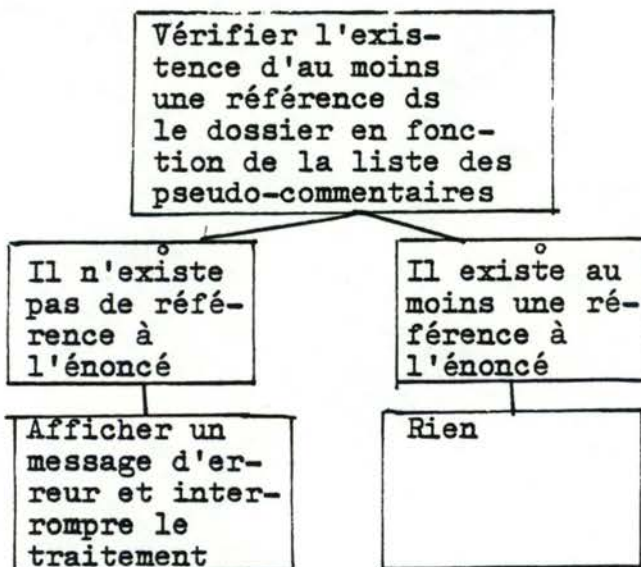 Vérifier l'exis-
tence d'au moins
une référence ds
le dossier en fonc-
tion de la liste des
pseudo-commentaires
Il n'existe
pas de réfé-
rence à
l'énoncé
Il existe au
moins une ré-
férence à
l'énoncé
Afficher un
message d'er-
reur et inter-
rompre le
traitement
Rien